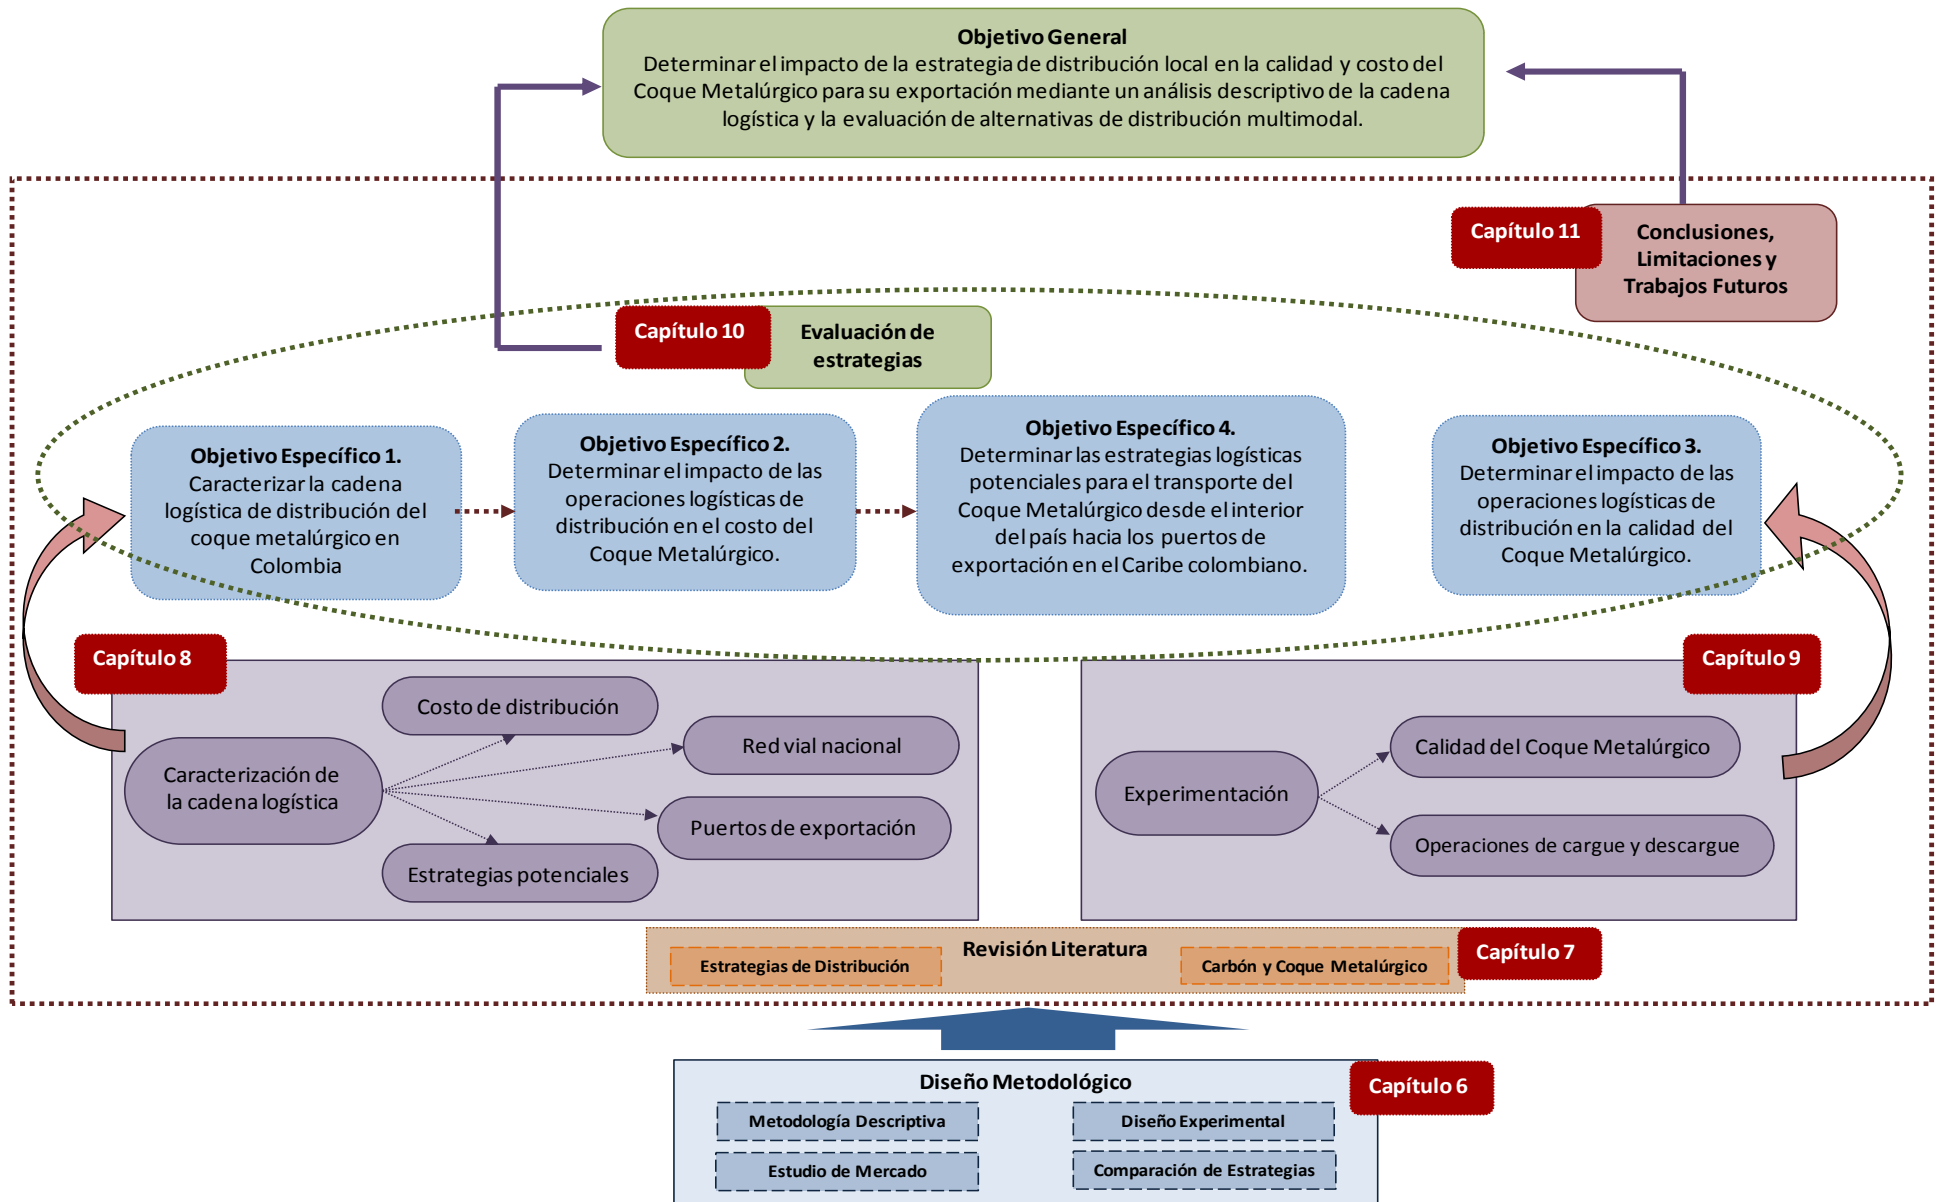 Objetivo General
Determinar el impacto de la estrategia de distribución local en la calidad y costo del
Coque Metalúrgico para su exportación mediante un análisis descriptivo de la cadena
logística y la evaluación de alternativas de distribución multimodal.
Capítulo 11
Conclusiones,
Limitaciones y
Trabajos Futuros
Capítulo 10
Evaluación de
estrategias
Objetivo Específico 1.
Caracterizar la cadena
logística de distribución del
coque metalúrgico en
Colombia
Objetivo Específico 2.
Determinar el impacto de las
operaciones logísticas de
distribución en el costo del
Coque Metalúrgico.
Objetivo Específico 4.
Determinar las estrategias logísticas
potenciales para el transporte del
Coque Metalúrgico desde el interior
del país hacia los puertos de
exportación en el Caribe colombiano.
Objetivo Específico 3.
Determinar el impacto de las
operaciones logísticas de
distribución en la calidad del
Coque Metalúrgico.
Capítulo 8
Caracterización de
la cadena logística
Costo de distribución
Red vial nacional
Puertos de exportación
Estrategias potenciales
Capítulo 9
Experimentación
Calidad del Coque Metalúrgico
Operaciones de cargue y descargue
Revisión Literatura
Estrategias de Distribución
Carbón y Coque Metalúrgico
Capítulo 7
Diseño Metodológico
Capítulo 6
Metodología Descriptiva
Diseño Experimental
Estudio de Mercado
Comparación de Estrategias